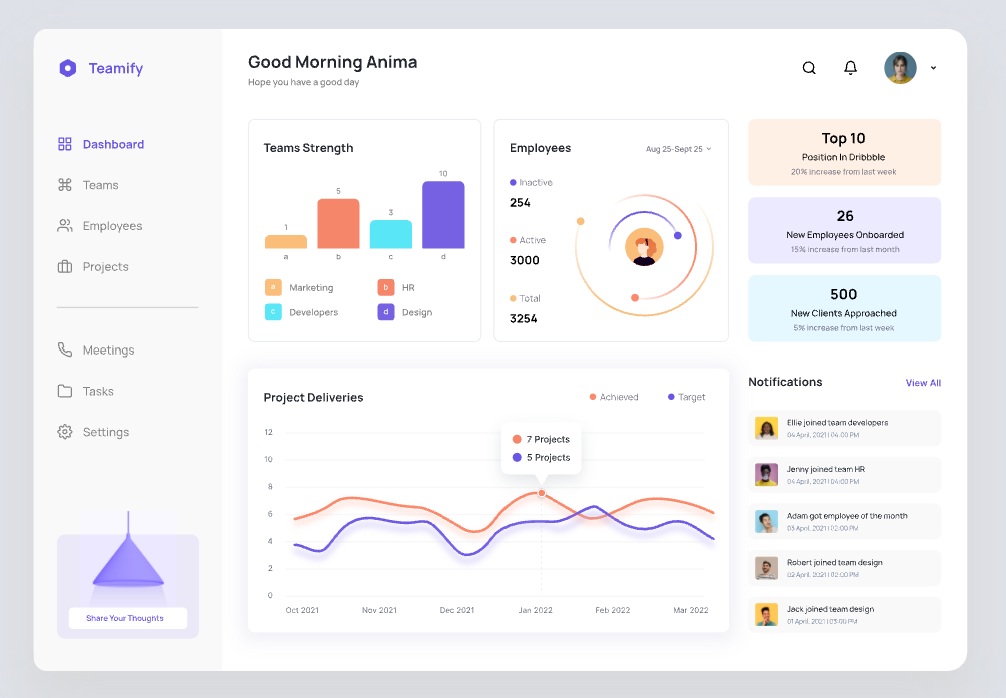 Teamify
Dashboard
Teams
Employees
Projects
Meetings
Tasks
Settings
Share Your Thoughts
Good Morning Anima
Hope you have a good day
Teams Strength
1
5
3
10
a
b
c
d
a Marketing
b HR
c Developers
d Design
Employees
Aug 25-Sept 25
Inactive
254
Active
3000
Total
3254
Top 10
Position In Dribbble
20% increase from last week
26
New Employees Onboarded
15% increase from last month
500
New Clients Approached
5% increase from last week
Project Deliveries
Achieved
Target
12
10
8
6
4
2
0
7 Projects
5 Projects
Oct 2021
Nov 2021
Dec 2021
Jan 2022
Feb 2022
Mar 2022
Notifications
View All
Ellie joined team developers
04 April, 2021 | 04:00 PM
Jenny joined team HR
04 April, 2021 | 04:00 PM
Adam got employee of the month
03 April, 2021 | 02:00 PM
Robert joined team design
02 April, 2021 | 02:00 PM
Jack joined team design
01 April, 2021 | 03:00 PM